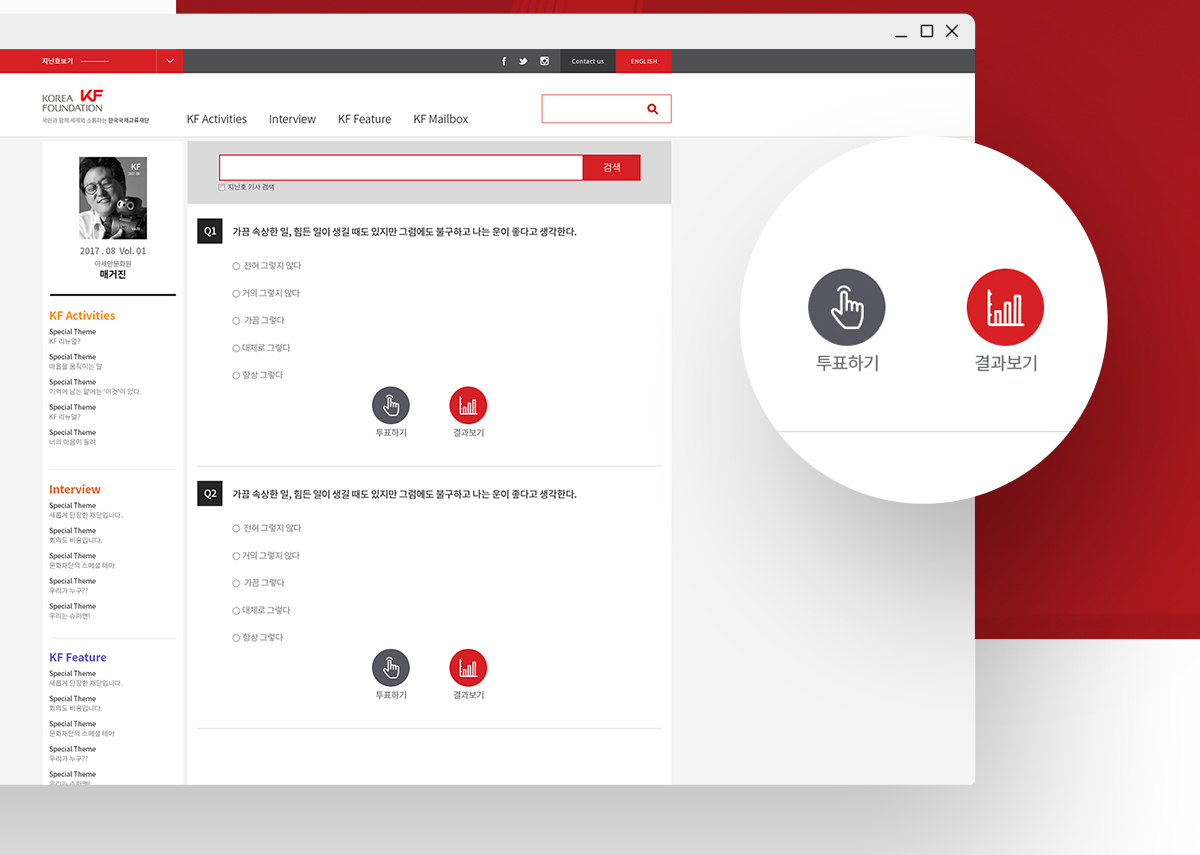 지난호보기
Contact us
ENGLISH
KOREA KF
FOUNDATION
국민과 함께 세계와 소통하는 한국국제교류재단
KF Activities
Interview
KF Feature
KF Mailbox
KF
2017 . 08 Vol. 01
아세안문화원
매거진
KF Activities
Special Theme
KF 리뉴얼?
Special Theme
마음을 움직이는 말
Special Theme
기억에 남는 말에는 '이것'이 있다.
Special Theme
KF 리뉴얼?
Special Theme
너의 마음이 들려
Interview
Special Theme
새롭게 단장한 재단입니다.
Special Theme
회의도 비용입니다.
Special Theme
문화재단의 스페셜 테마
Special Theme
우리가 누구??
Special Theme
우리는 슈퍼맨!
KF Feature
Special Theme
새롭게 단장한 재단입니다.
Special Theme
회의도 비용입니다.
Special Theme
문화재단의 스페셜 테마
Special Theme
우리가 누구??
Special Theme
우리는 슈퍼맨!
검색
지난호 기사 검색
Q1 가끔 속상한 일, 힘든 일이 생길 때도 있지만 그럼에도 불구하고 나는 운이 좋다고 생각한다.
전혀 그렇지 않다
거의 그렇지 않다
가끔 그렇다
대체로 그렇다
항상 그렇다
투표하기
결과보기
Q2 가끔 속상한 일, 힘든 일이 생길 때도 있지만 그럼에도 불구하고 나는 운이 좋다고 생각한다.
전혀 그렇지 않다
거의 그렇지 않다
가끔 그렇다
대체로 그렇다
항상 그렇다
투표하기
결과보기
투표하기
결과보기